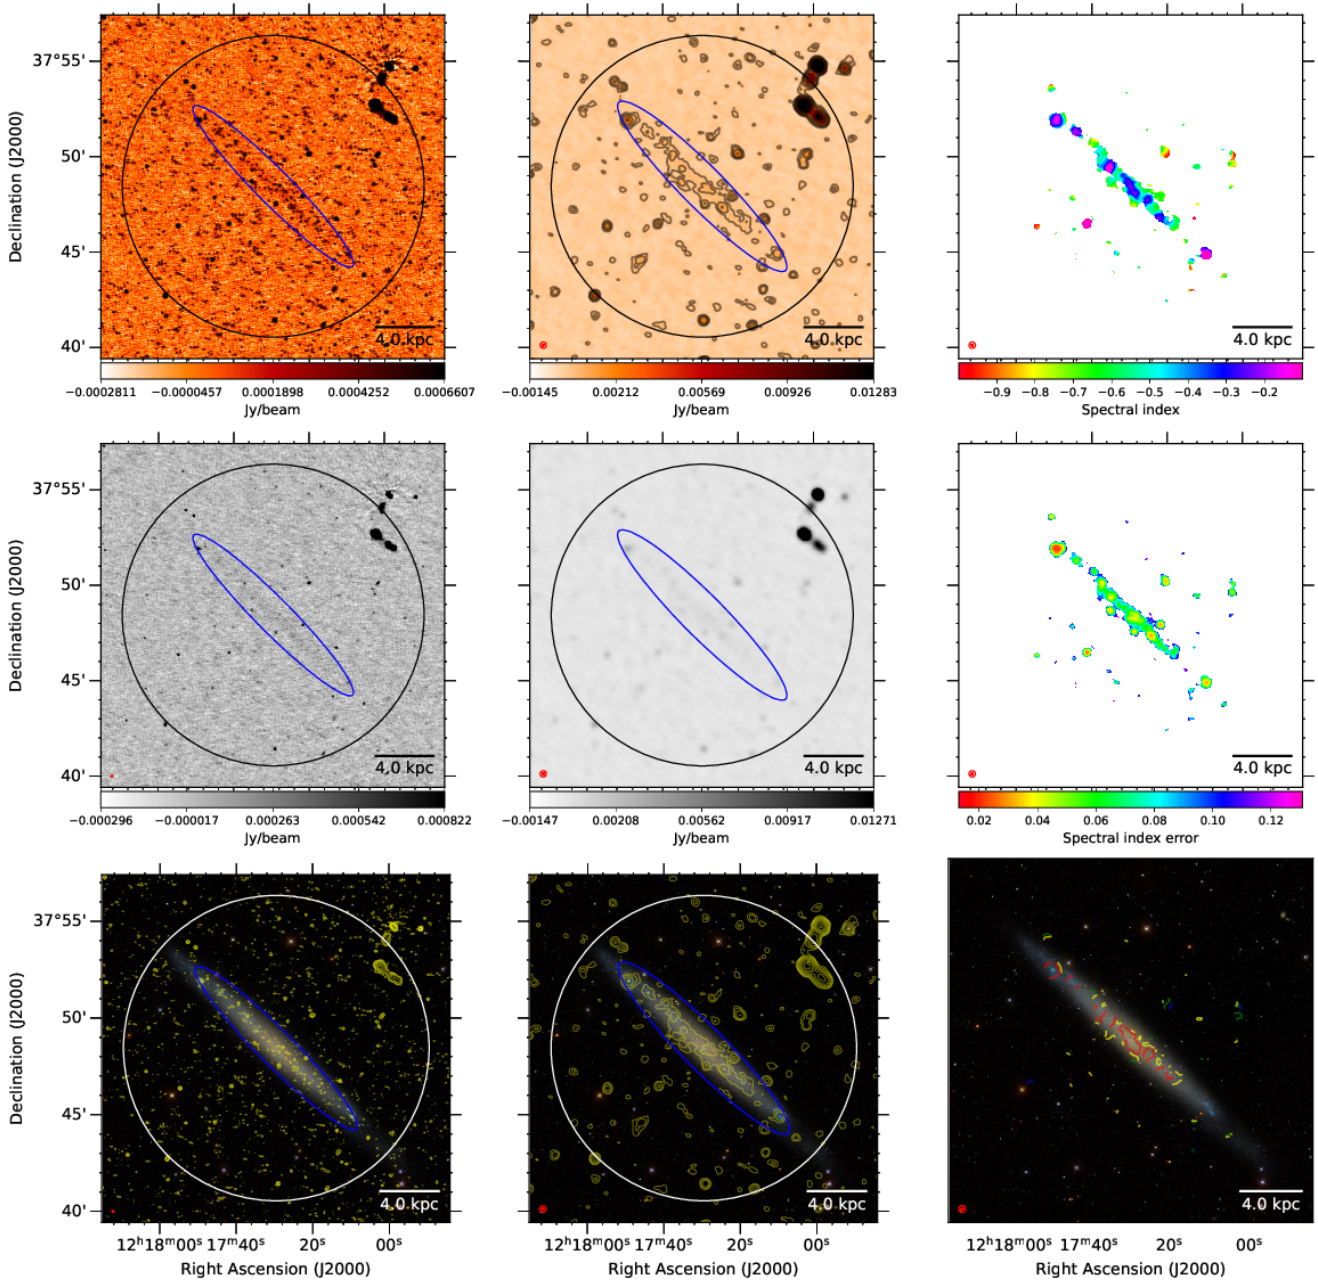 Declination (J2000)
37°55'
50'
45'
40'
4.0 kpc
4.0 kpc
4.0 kpc
−0.0002811 −0.0000457 0.0001898 0.0004252 0.0006607
Jy/beam
−0.00145 0.00212 0.00569 0.00926 0.01283
Jy/beam
−0.9 −0.8 −0.7 −0.6 −0.5 −0.4 −0.3 −0.2
Spectral index
Declination (J2000)
37°55'
50'
45'
40'
4.0 kpc
4.0 kpc
4.0 kpc
−0.000296 −0.000017 0.000263 0.000542 0.000822
Jy/beam
−0.00147 0.00208 0.00562 0.00917 0.01271
Jy/beam
0.02 0.04 0.06 0.08 0.10 0.12
Spectral index error
Declination (J2000)
37°55'
50'
45'
40'
4.0 kpc
4.0 kpc
4.0 kpc
12ʰ18ᵐ00ˢ 17ᵐ40ˢ 20ˢ 00ˢ
Right Ascension (J2000)
12ʰ18ᵐ00ˢ 17ᵐ40ˢ 20ˢ 00ˢ
Right Ascension (J2000)
12ʰ18ᵐ00ˢ 17ᵐ40ˢ 20ˢ 00ˢ
Right Ascension (J2000)